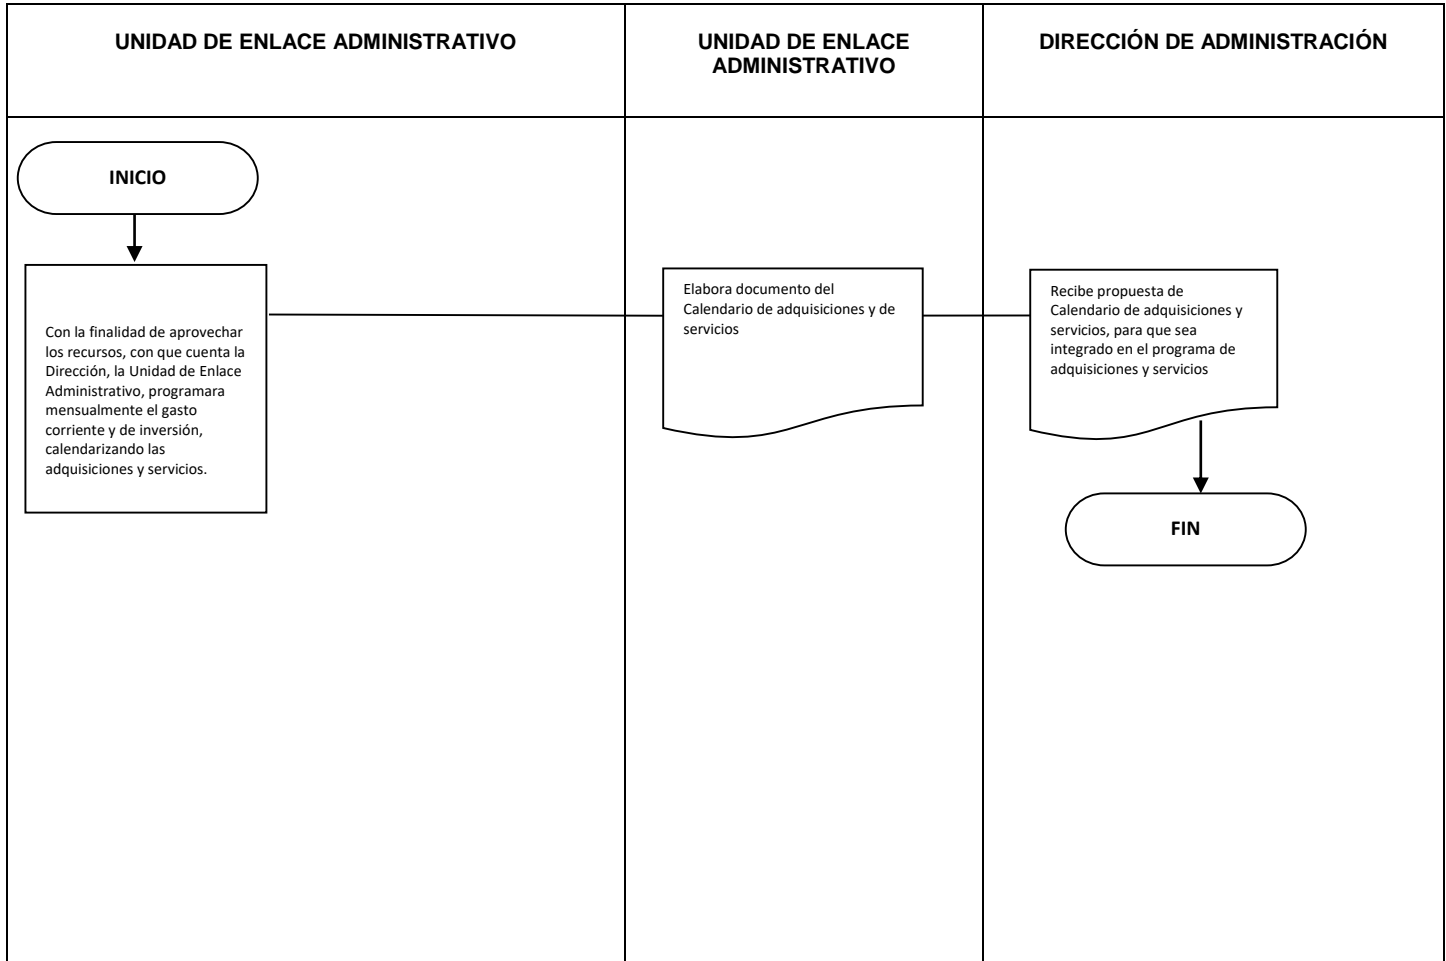 UNIDAD DE ENLACE ADMINISTRATIVO
UNIDAD DE ENLACE
ADMINISTRATIVO
DIRECCIÓN DE ADMINISTRACIÓN
INICIO
Con la finalidad de aprovechar
los recursos, con que cuenta la
Dirección, la Unidad de Enlace
Administrativo, programara
mensualmente el gasto
corriente y de inversión,
calendarizando las
adquisiciones y servicios.
Elabora documento del
Calendario de adquisiciones y de
servicios
Recibe propuesta de
Calendario de adquisiciones y
servicios, para que sea
integrado en el programa de
adquisiciones y servicios
FIN